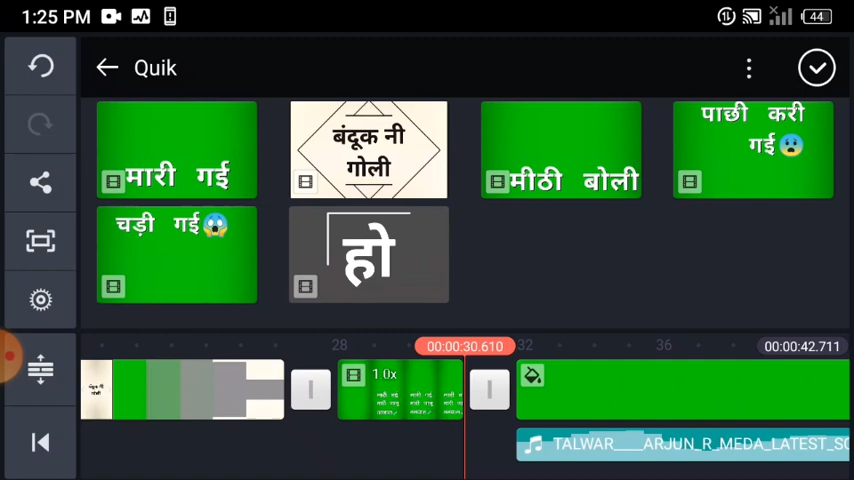 1:25 PM
44
Quik
मारी गई
बंदूक नी
गोली
मीठी बोली
पाछी करी
गई😰
चड़ी गई😱
हो
28
00:00:30.610
32
36
00:00:42.711
1.0x
TALWAR____ARJUN_R_MEDA_LATEST_SO